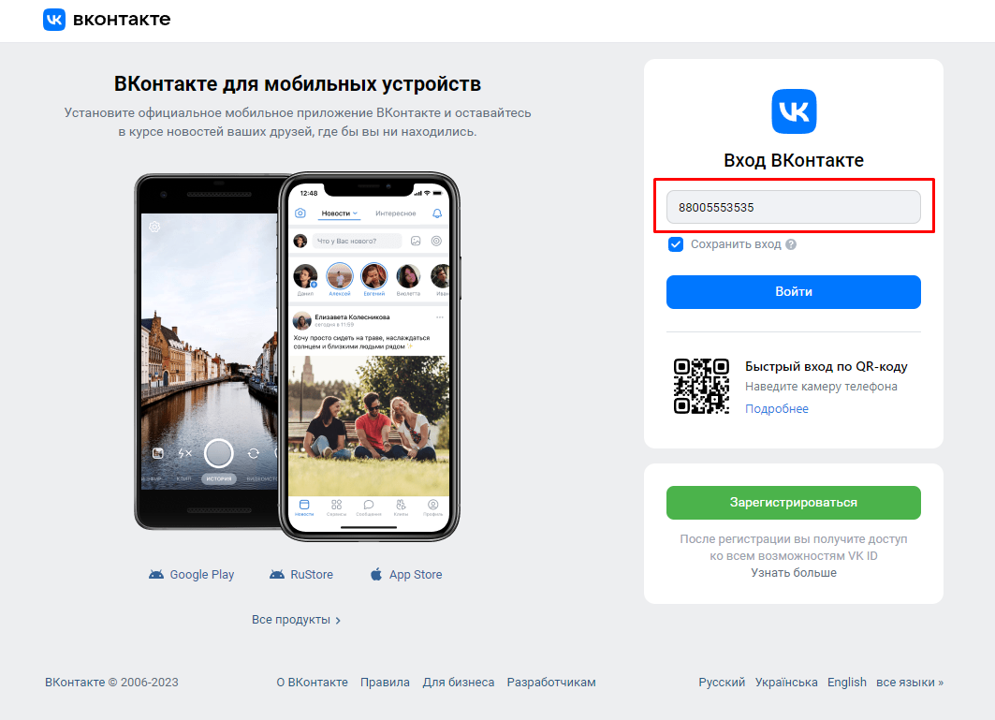 вконтакте
ВКонтакте для мобильных устройств
Установите официальное мобильное приложение ВКонтакте и оставайтесь
в курсе новостей ваших друзей, где бы вы ни находились.
12:48
Новости
Интересное
Что у Вас нового?
Данил
Алексей
Евгений
Виолетта
Елизавета Колесникова
сегодня в 11:59
Хочу просто сидеть на траве, наслаждаться
солнцем и близкими людьми рядом ✨
КЛИП
ИСТОРИЯ
Новости
Сервисы
Сообщения
Клипы
Профиль
Google Play
RuStore
App Store
Все продукты
Вход ВКонтакте
88005553535
Сохранить вход ?
Войти
Быстрый вход по QR-коду
Наведите камеру телефона
Подробнее
Зарегистрироваться
После регистрации вы получите доступ
ко всем возможностям VK ID
Узнать больше
ВКонтакте © 2006-2023
О ВКонтакте Правила Для бизнеса Разработчикам
Русский Українська English все языки »